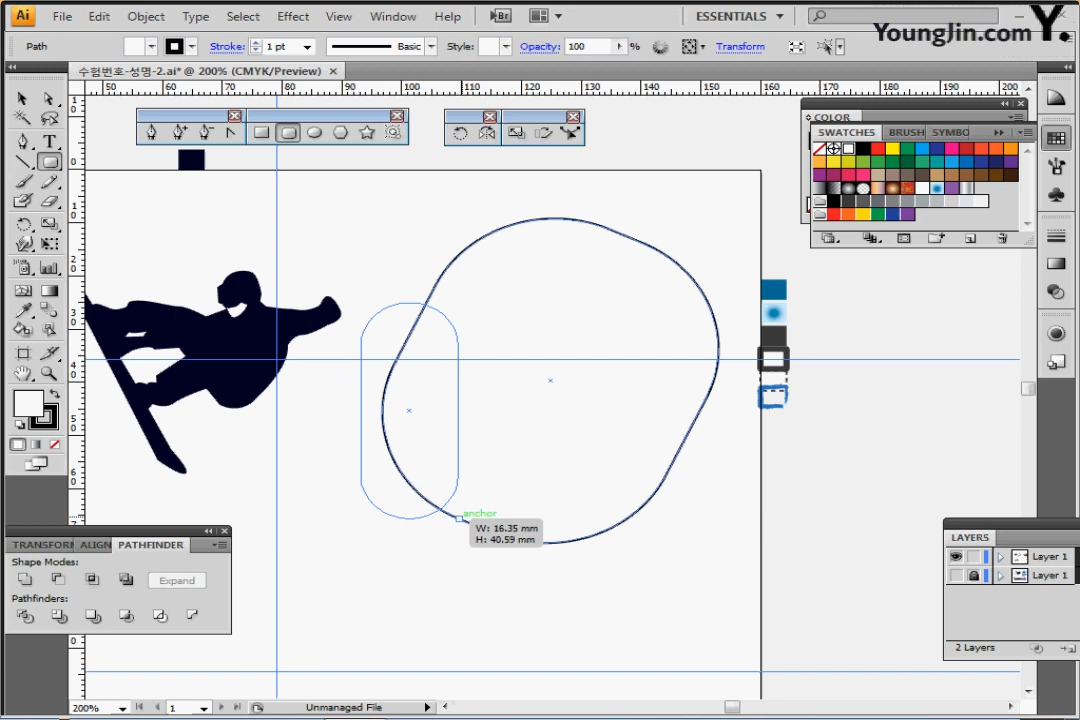 Ai File Edit Object Type Select Effect View Window Help Br ESSENTIALS
Y.
YoungJin.com
Path Stroke: 1 pt Basic Style: Opacity: 100 % Transform
수험번호-성명-2.ai* @ 200% (CMYK/Preview)
50 60 70 80 90 100 110 120 130 140 150 160 170 180 190 200
COLOR
SWATCHES BRUSH SYMBO
anchor
W: 16.35 mm
H: 40.59 mm
TRANSFORM ALIGN PATHFINDER
Shape Modes:
Expand
Pathfinders:
LAYERS
Layer 1
Layer 1
2 Layers
200% 1 Unmanaged File